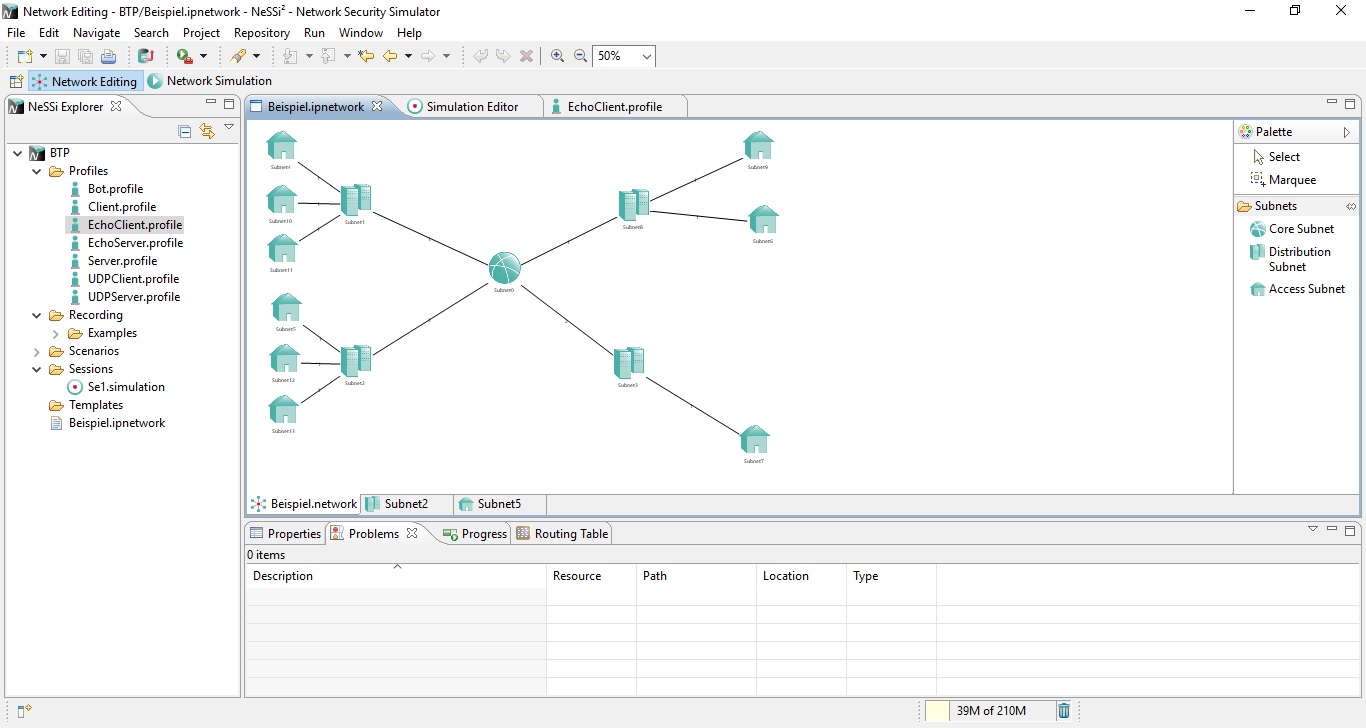 Network Editing - BTP/Beispiel.ipnetwork - NeSSi² - Network Security Simulator
File Edit Navigate Search Project Repository Run Window Help
50%
Network Editing Network Simulation
NeSSi Explorer
BTP
Profiles
Bot.profile
Client.profile
EchoClient.profile
EchoServer.profile
Server.profile
UDPClient.profile
UDPServer.profile
Recording
Examples
Scenarios
Sessions
Se1.simulation
Templates
Beispiel.ipnetwork
Beispiel.ipnetwork Simulation Editor EchoClient.profile
Subnet10
Subnet11
Subnet1
Subnet5
Subnet12
Subnet13
Subnet2
Subnet0
Subnet8
Subnet9
Subnet6
Subnet3
Subnet7
Palette
Select
Marquee
Subnets
Core Subnet
Distribution
Subnet
Access Subnet
Beispiel.network Subnet2 Subnet5
Properties Problems Progress Routing Table
0 items
Description Resource Path Location Type
39M of 210M